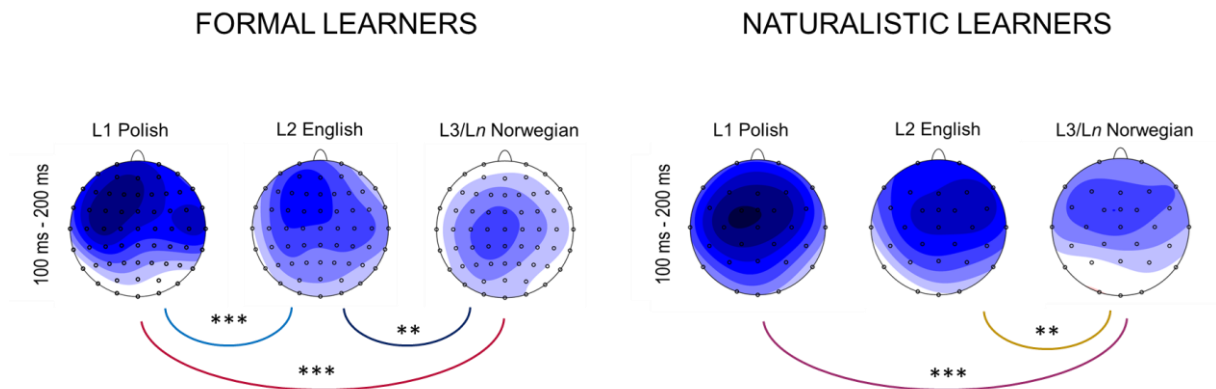 FORMAL LEARNERS
NATURALISTIC LEARNERS
L1 Polish
L2 English
L3/Ln Norwegian
L1 Polish
L2 English
L3/Ln Norwegian
100 ms - 200 ms
100 ms - 200 ms
***
**
***
**
***